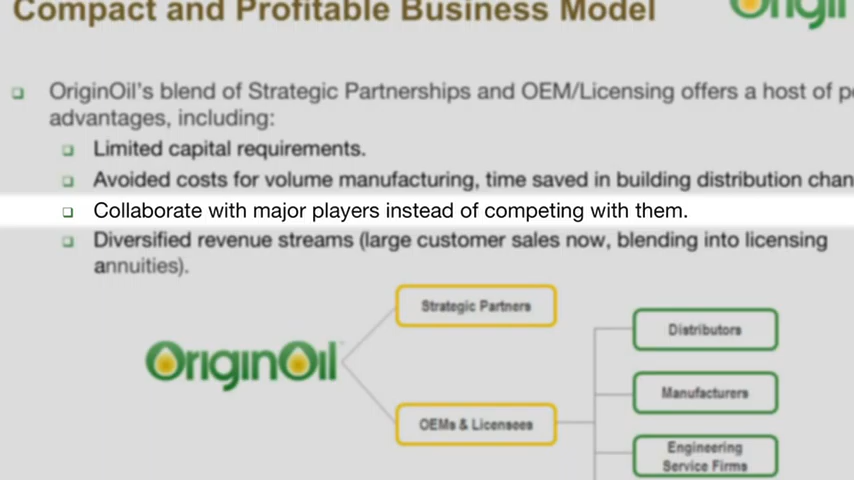 Compact and Profitable Business Model
OriginOil's blend of Strategic Partnerships and OEM/Licensing offers a host of
advantages, including:
Limited capital requirements.
Avoided costs for volume manufacturing, time saved in building distribution
Collaborate with major players instead of competing with them.
Diversified revenue streams (large customer sales now, blending into licensing
annuities).
Strategic Partners
Distributors
OriginOil
Manufacturers
OEMs & Licensees
Engineering
Service Firms